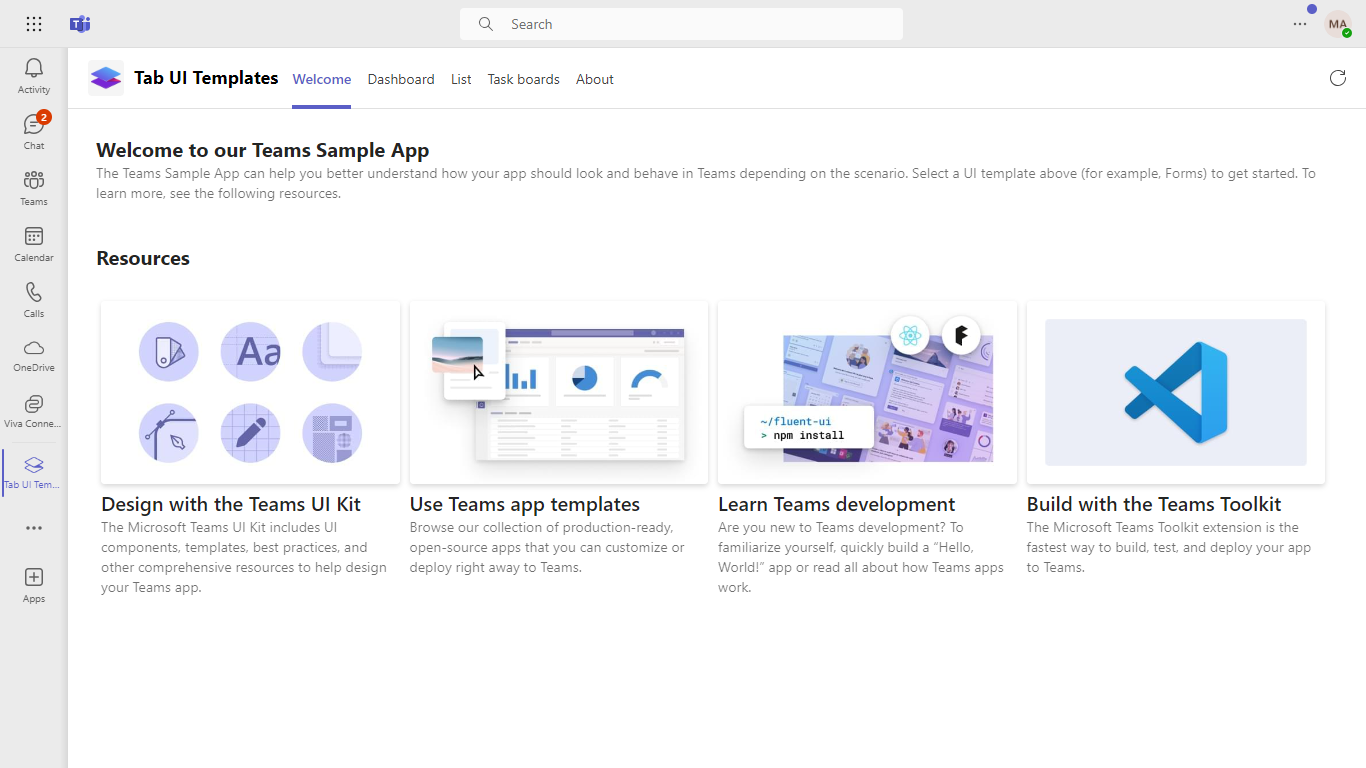 Search
MA
Activity
2
Chat
Teams
Calendar
Calls
OneDrive
Viva Conne...
Tab UI Tem...
Apps
Tab UI Templates
Welcome
Dashboard
List
Task boards
About
Welcome to our Teams Sample App
The Teams Sample App can help you better understand how your app should look and behave in Teams depending on the scenario. Select a UI template above (for example, Forms) to get started. To
learn more, see the following resources.
Resources
Aa
Design with the Teams UI Kit
The Microsoft Teams UI Kit includes UI
components, templates, best practices, and
other comprehensive resources to help design
your Teams app.
Use Teams app templates
Browse our collection of production-ready,
open-source apps that you can customize or
deploy right away to Teams.
~/fluent-ui
> npm install
Learn Teams development
Are you new to Teams development? To
familiarize yourself, quickly build a “Hello,
World!” app or read all about how Teams apps
work.
Build with the Teams Toolkit
The Microsoft Teams Toolkit extension is the
fastest way to build, test, and deploy your app
to Teams.